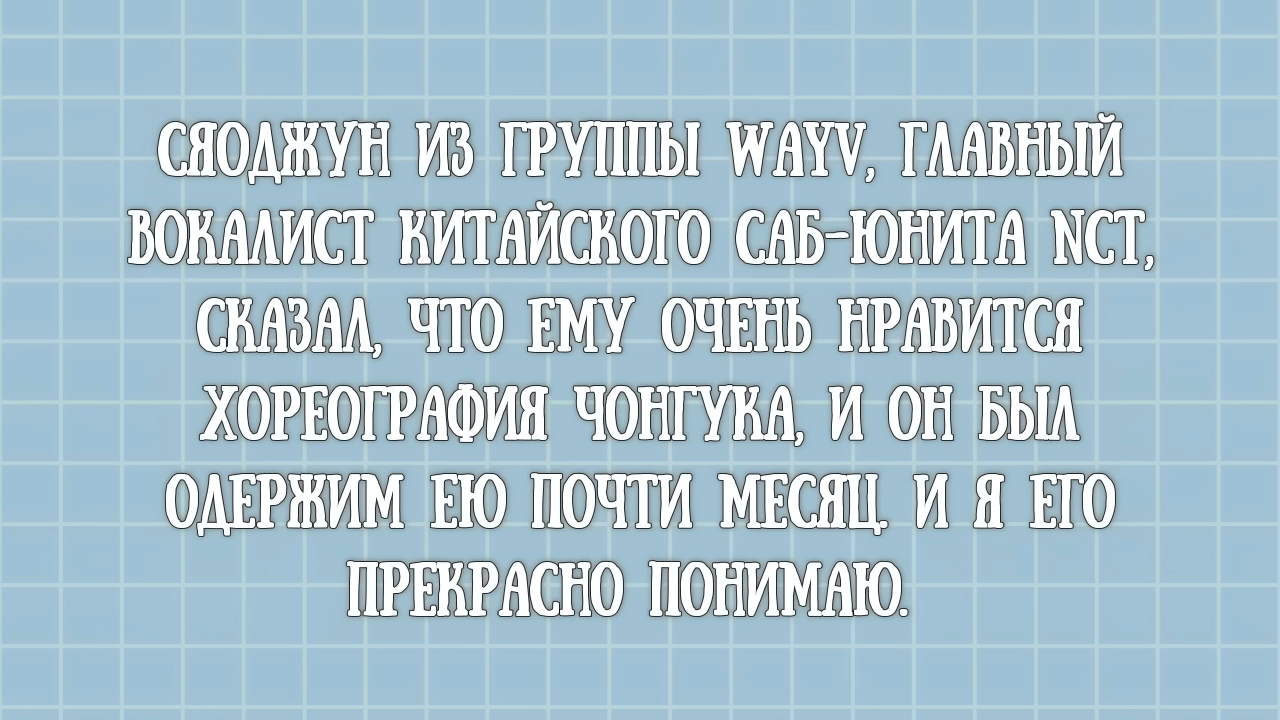 СЯОДЖУН ИЗ ГРУППЫ WAYV, ГЛАВНЫЙ
ВОКАЛИСТ КИТАЙСКОГО САБ-ЮНИТА NCT,
СКАЗАЛ, ЧТО ЕМУ ОЧЕНЬ НРАВИТСЯ
ХОРЕОГРАФИЯ ЧОНГУКА, И ОН БЫЛ
ОДЕРЖИМ ЕЮ ПОЧТИ МЕСЯЦ. И Я ЕГО
ПРЕКРАСНО ПОНИМАЮ.